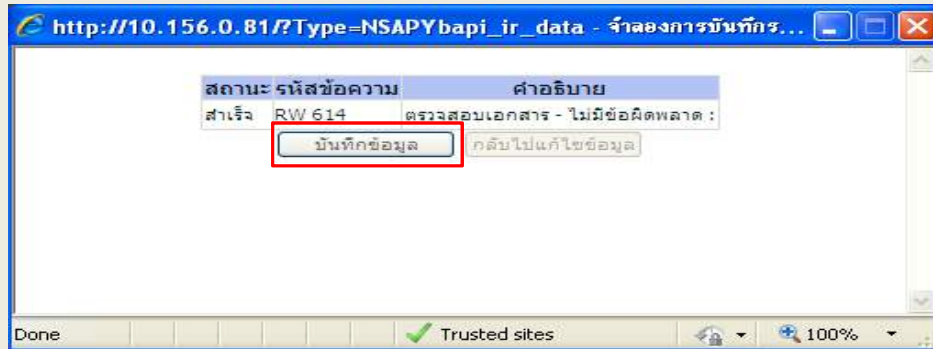 http://10.156.0.81/?Type=NSAPYbapi_ir_data - จำลองการบันทึกร...
สถานะ รหัสข้อความ คำอธิบาย
สำเร็จ RW 614 ตรวจสอบเอกสาร - ไม่มีข้อผิดพลาด :
บันทึกข้อมูล กลับไปแก้ไขข้อมูล
Done Trusted sites 100%